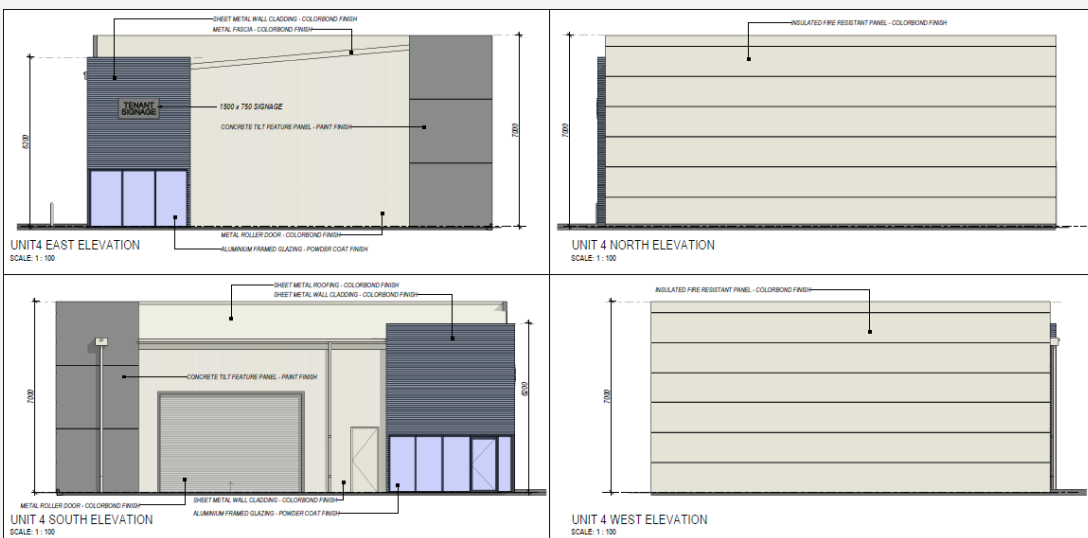 SHEET METAL WALL CLADDING - COLORBOND FINISH
METAL FASCIA - COLORBOND FINISH
TENANT
SIGNAGE
1800 x 750 SIGNAGE
CONCRETE TILT FEATURE PANEL - PAINT FINISH
6200
7000
METAL ROLLER DOOR - COLORBOND FINISH
ALUMINIUM FRAMED GLAZING - POWDER COAT FINISH
UNIT4 EAST ELEVATION
SCALE: 1 : 100
INSULATED FIRE RESISTANT PANEL - COLORBOND FINISH
7000
UNIT 4 NORTH ELEVATION
SCALE: 1 : 100
SHEET METAL ROOFING - COLORBOND FINISH
SHEET METAL WALL CLADDING - COLORBOND FINISH
CONCRETE TILT FEATURE PANEL - PAINT FINISH
7000
6200
METAL ROLLER DOOR - COLORBOND FINISH
SHEET METAL WALL CLADDING - COLORBOND FINISH
ALUMINIUM FRAMED GLAZING - POWDER COAT FINISH
UNIT 4 SOUTH ELEVATION
SCALE: 1 : 100
INSULATED FIRE RESISTANT PANEL - COLORBOND FINISH
7000
UNIT 4 WEST ELEVATION
SCALE: 1 : 100